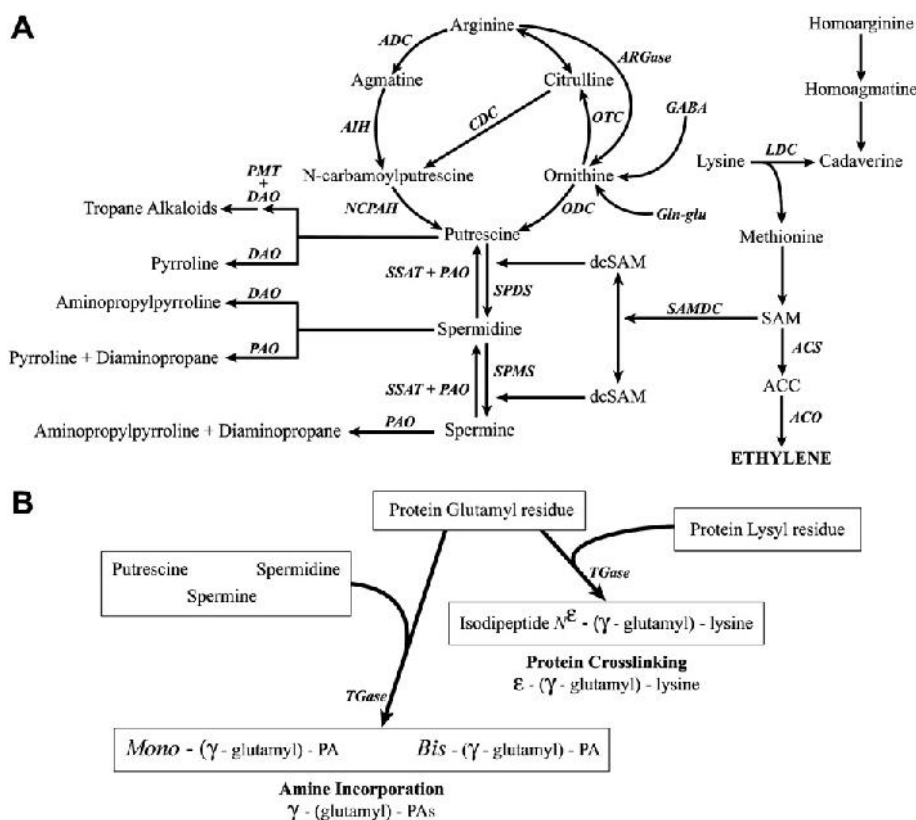 A
Arginine
Homoarginine
ADC
ARGase
Agmatine
Citrulline
Homoagmatine
AIH
CDC
OTC
GABA
LDC
Lysine
Cadaverine
N-carbamoylputrescine
Ornithine
PMT
+
DAO
NCPAH
ODC
Gln-glu
Tropane Alkaloids
Putrescine
Methionine
DAO
Pyrroline
dcSAM
SSAT + PAO
SPDS
DAO
Aminopropylpyrroline
SAMDC
SAM
Spermidine
PAO
Pyrroline + Diaminopropane
ACS
SSAT + PAO
SPMS
ACC
dcSAM
PAO
ACO
Aminopropylpyrroline + Diaminopropane
Spermine
ETHYLENE
B
Protein Glutamyl residue
Protein Lysyl residue
Putrescine Spermidine
Spermine
TGase
Isodipeptide Nᵋ - (γ - glutamyl) - lysine
Protein Crosslinking
ε - (γ - glutamyl) - lysine
TGase
Mono - (γ - glutamyl) - PA Bis - (γ - glutamyl) - PA
Amine Incorporation
γ - (glutamyl) - PAs